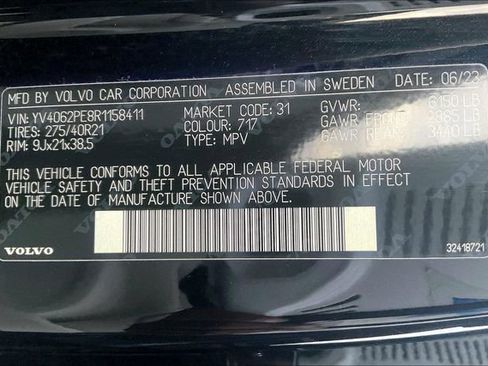 MFD BY VOLVO CAR CORPORATION ASSEMBLED IN SWEDEN DATE: 06/23
VIN: YV4062PE8R1158411 MARKET CODE: 31 GVWR: 6150 LB
TIRES: 275/40R21 COLOUR: 717 GAWR FRONT: LB
RIM: 9Jx21x38.5 TYPE: MPV GAWR REAR: 3440 LB
THIS VEHICLE CONFORMS TO ALL APPLICABLE FEDERAL MOTOR
VEHICLE SAFETY AND THEFT PREVENTION STANDARDS IN EFFECT
ON THE DATE OF MANUFACTURE SHOWN ABOVE.
VOLVO 32418721